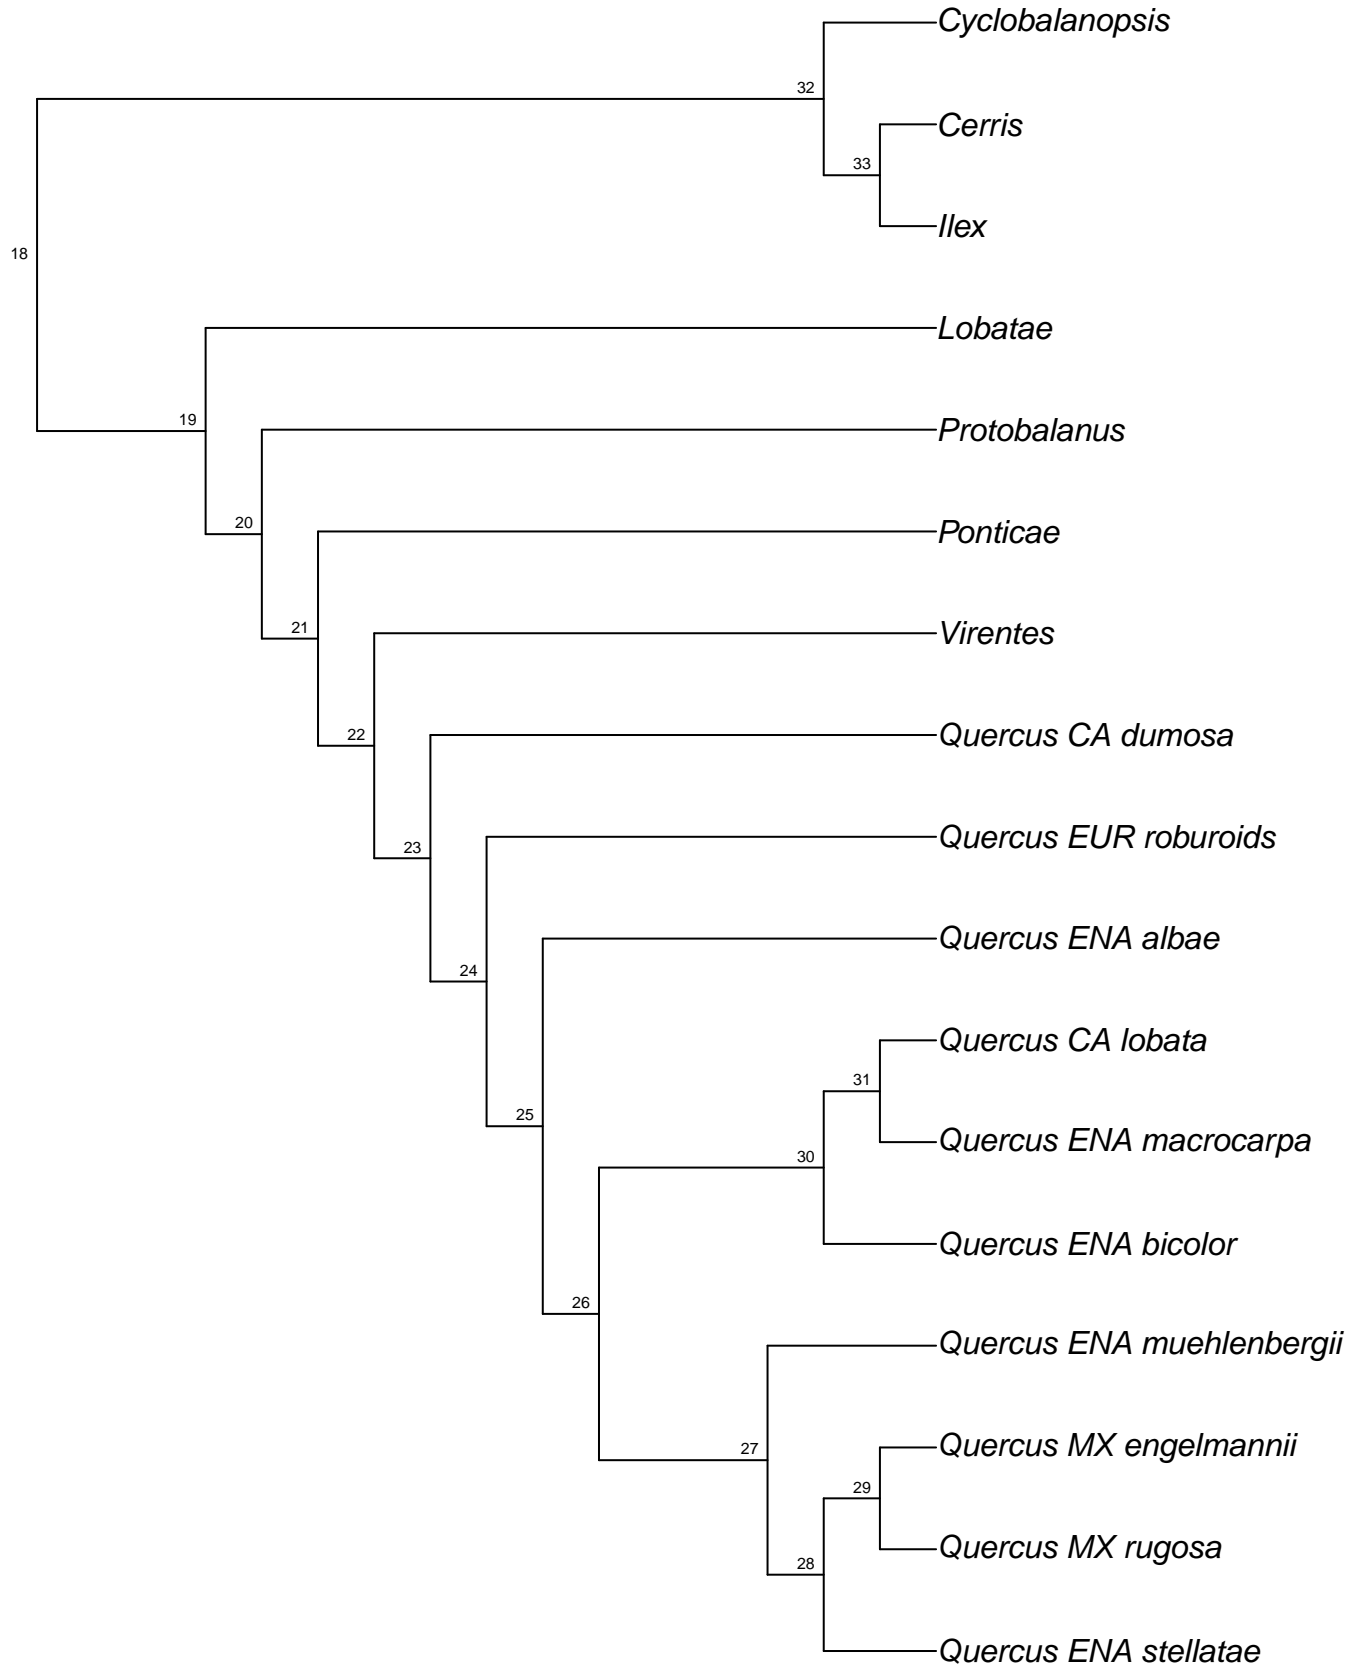 Cyclobalanopsis
32
Cerris
33
Ilex
18
Lobatae
19
Protobalanus
20
Ponticae
21
Virentes
22
Quercus CA dumosa
23
Quercus EUR roburoids
24
Quercus ENA albae
25
Quercus CA lobata
31
Quercus ENA macrocarpa
30
Quercus ENA bicolor
26
Quercus ENA muehlenbergii
27
Quercus MX engelmannii
29
Quercus MX rugosa
28
Quercus ENA stellatae